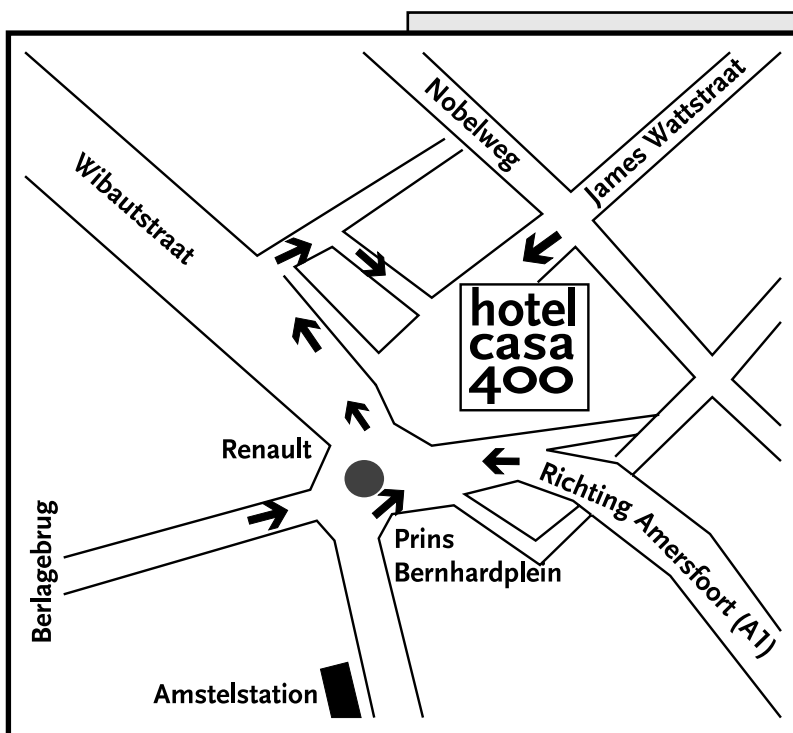 Nobelweg
James Wattstraat
Wibautstraat
hotel
casa
400
Renault
Richting Amersfoort (A1)
Berlagebrug
Prins
Bernhardplein
Amstelstation